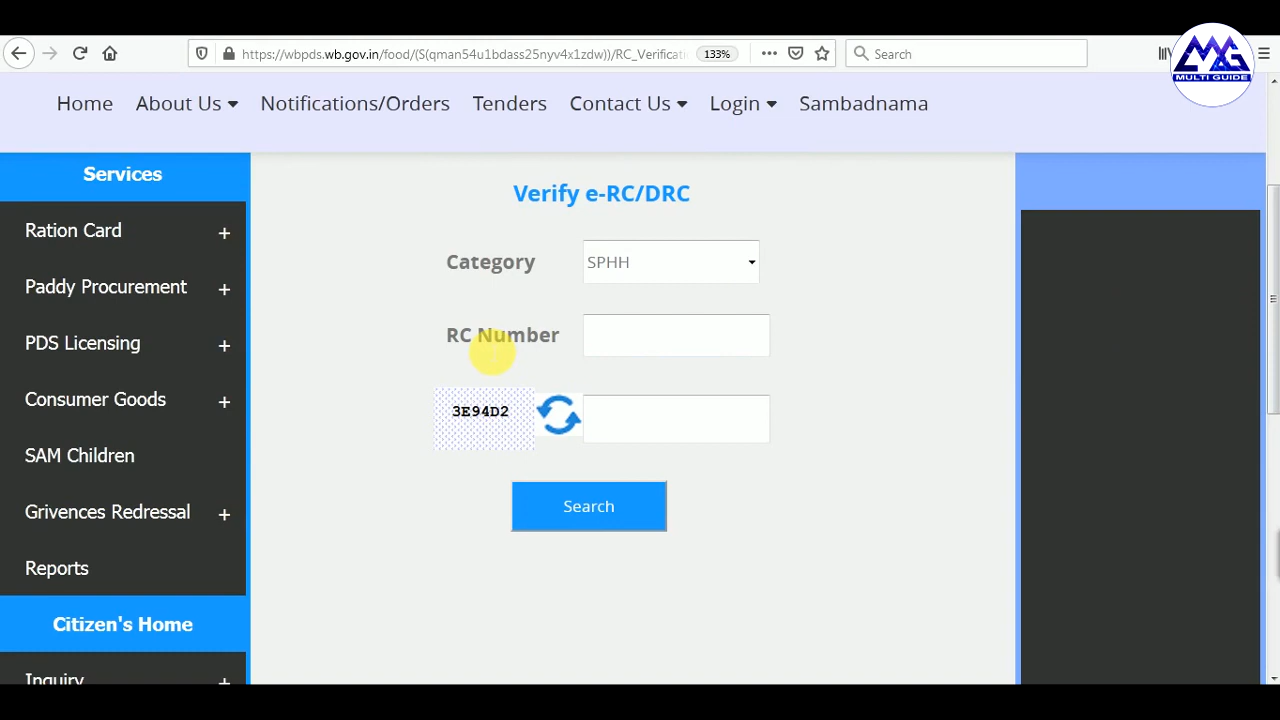 https://wbpds.wb.gov.in/food/(S(qman54u1bdass25nyv4x1zdw))/RC_Verificati
133%
Search
MULTI GUIDE
Home
About Us
Notifications/Orders
Tenders
Contact Us
Login
Sambadnama
Services
Ration Card +
Paddy Procurement +
PDS Licensing +
Consumer Goods +
SAM Children
Grivences Redressal +
Reports
Citizen's Home
Inquiry +
Verify e-RC/DRC
Category SPHH
RC Number
3E94D2
Search